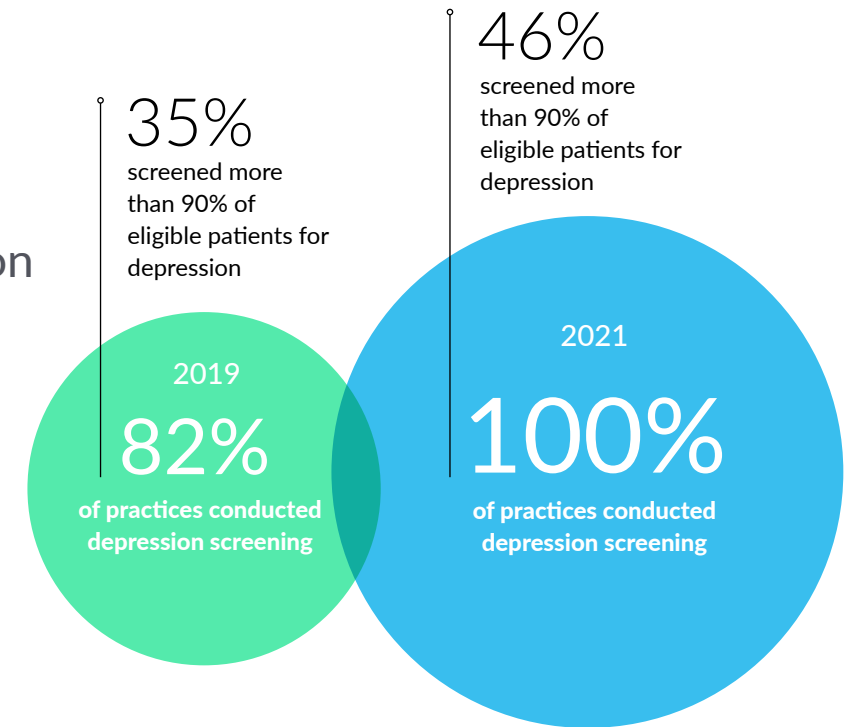 on
35%
screened more
than 90% of
eligible patients for
depression
2019
82%
of practices conducted
depression screening
46%
screened more
than 90% of
eligible patients for
depression
2021
100%
of practices conducted
depression screening